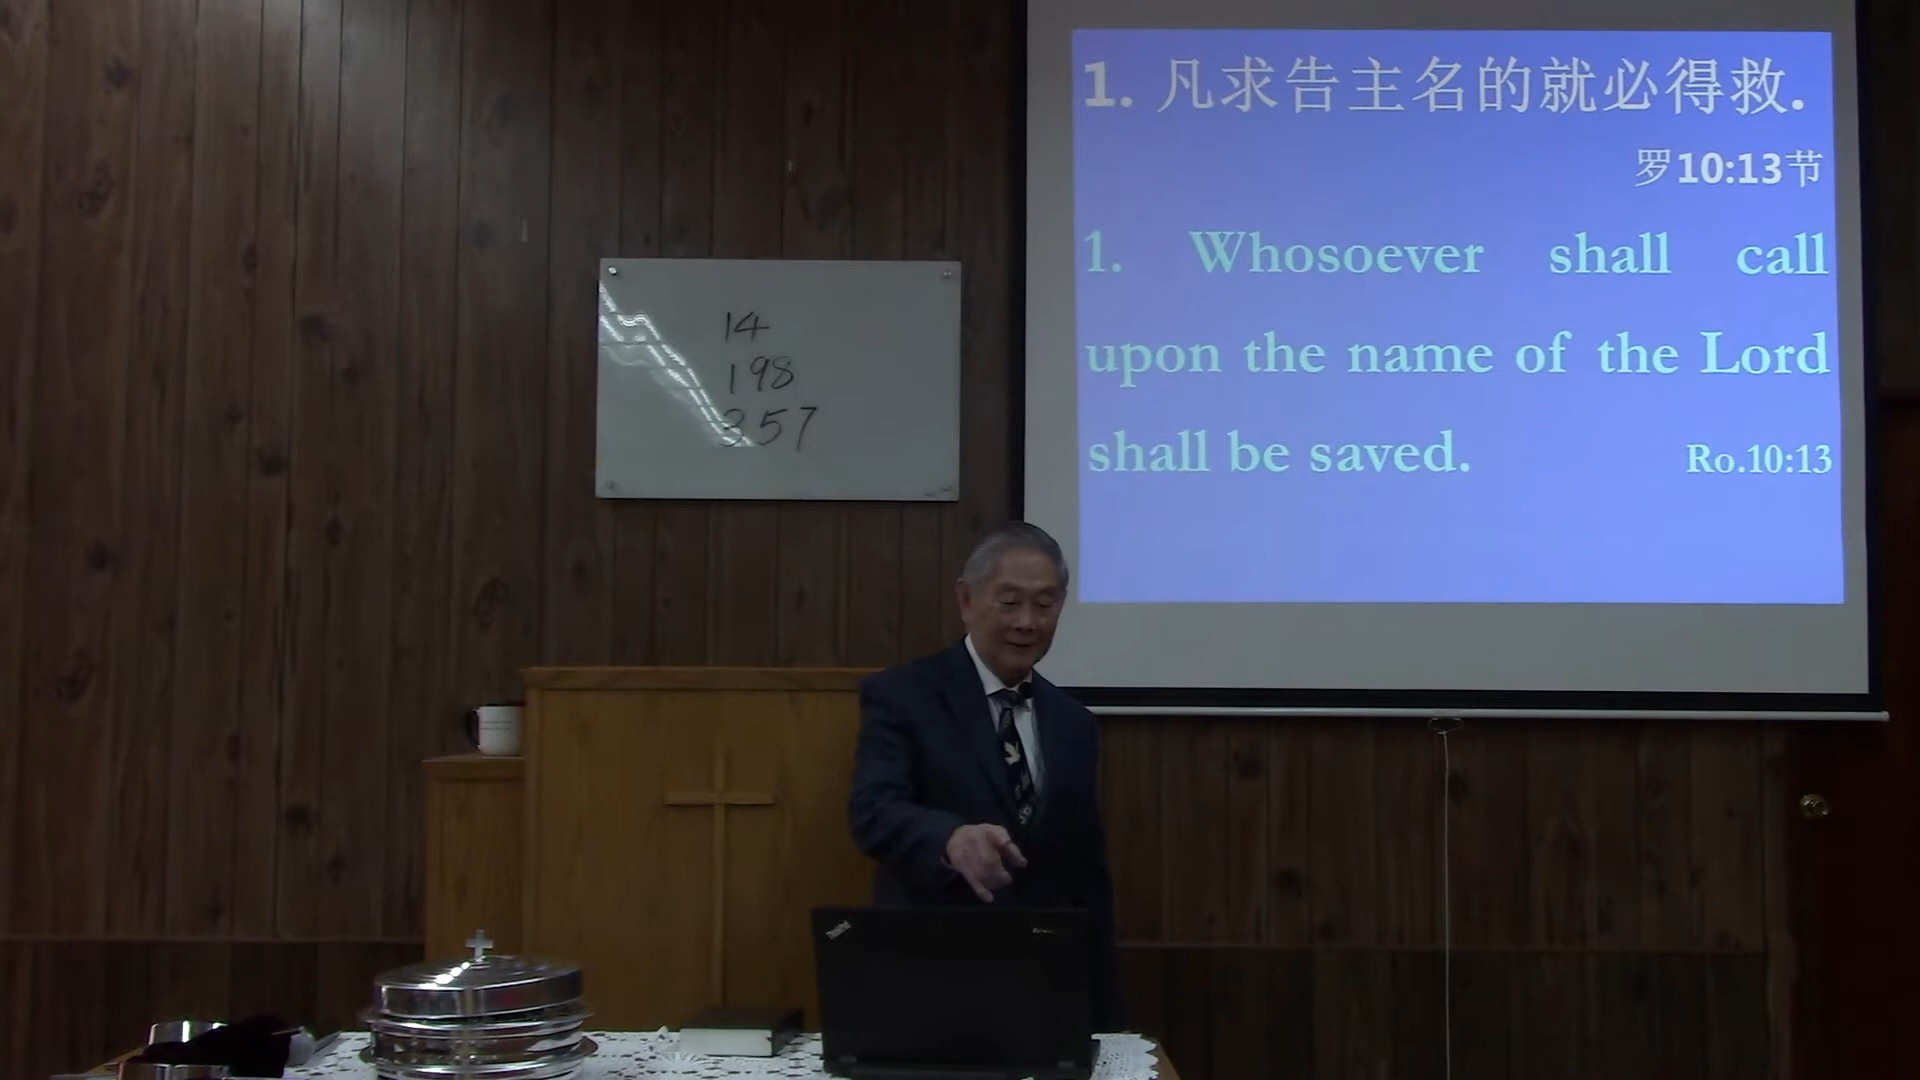 1. 凡求告主名的就必得救.
罗10:13节
1. Whosoever shall call
upon the name of the Lord
shall be saved. Ro.10:13
14
198
357
ThinkPad